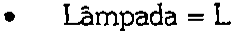 • Lâmpada = L